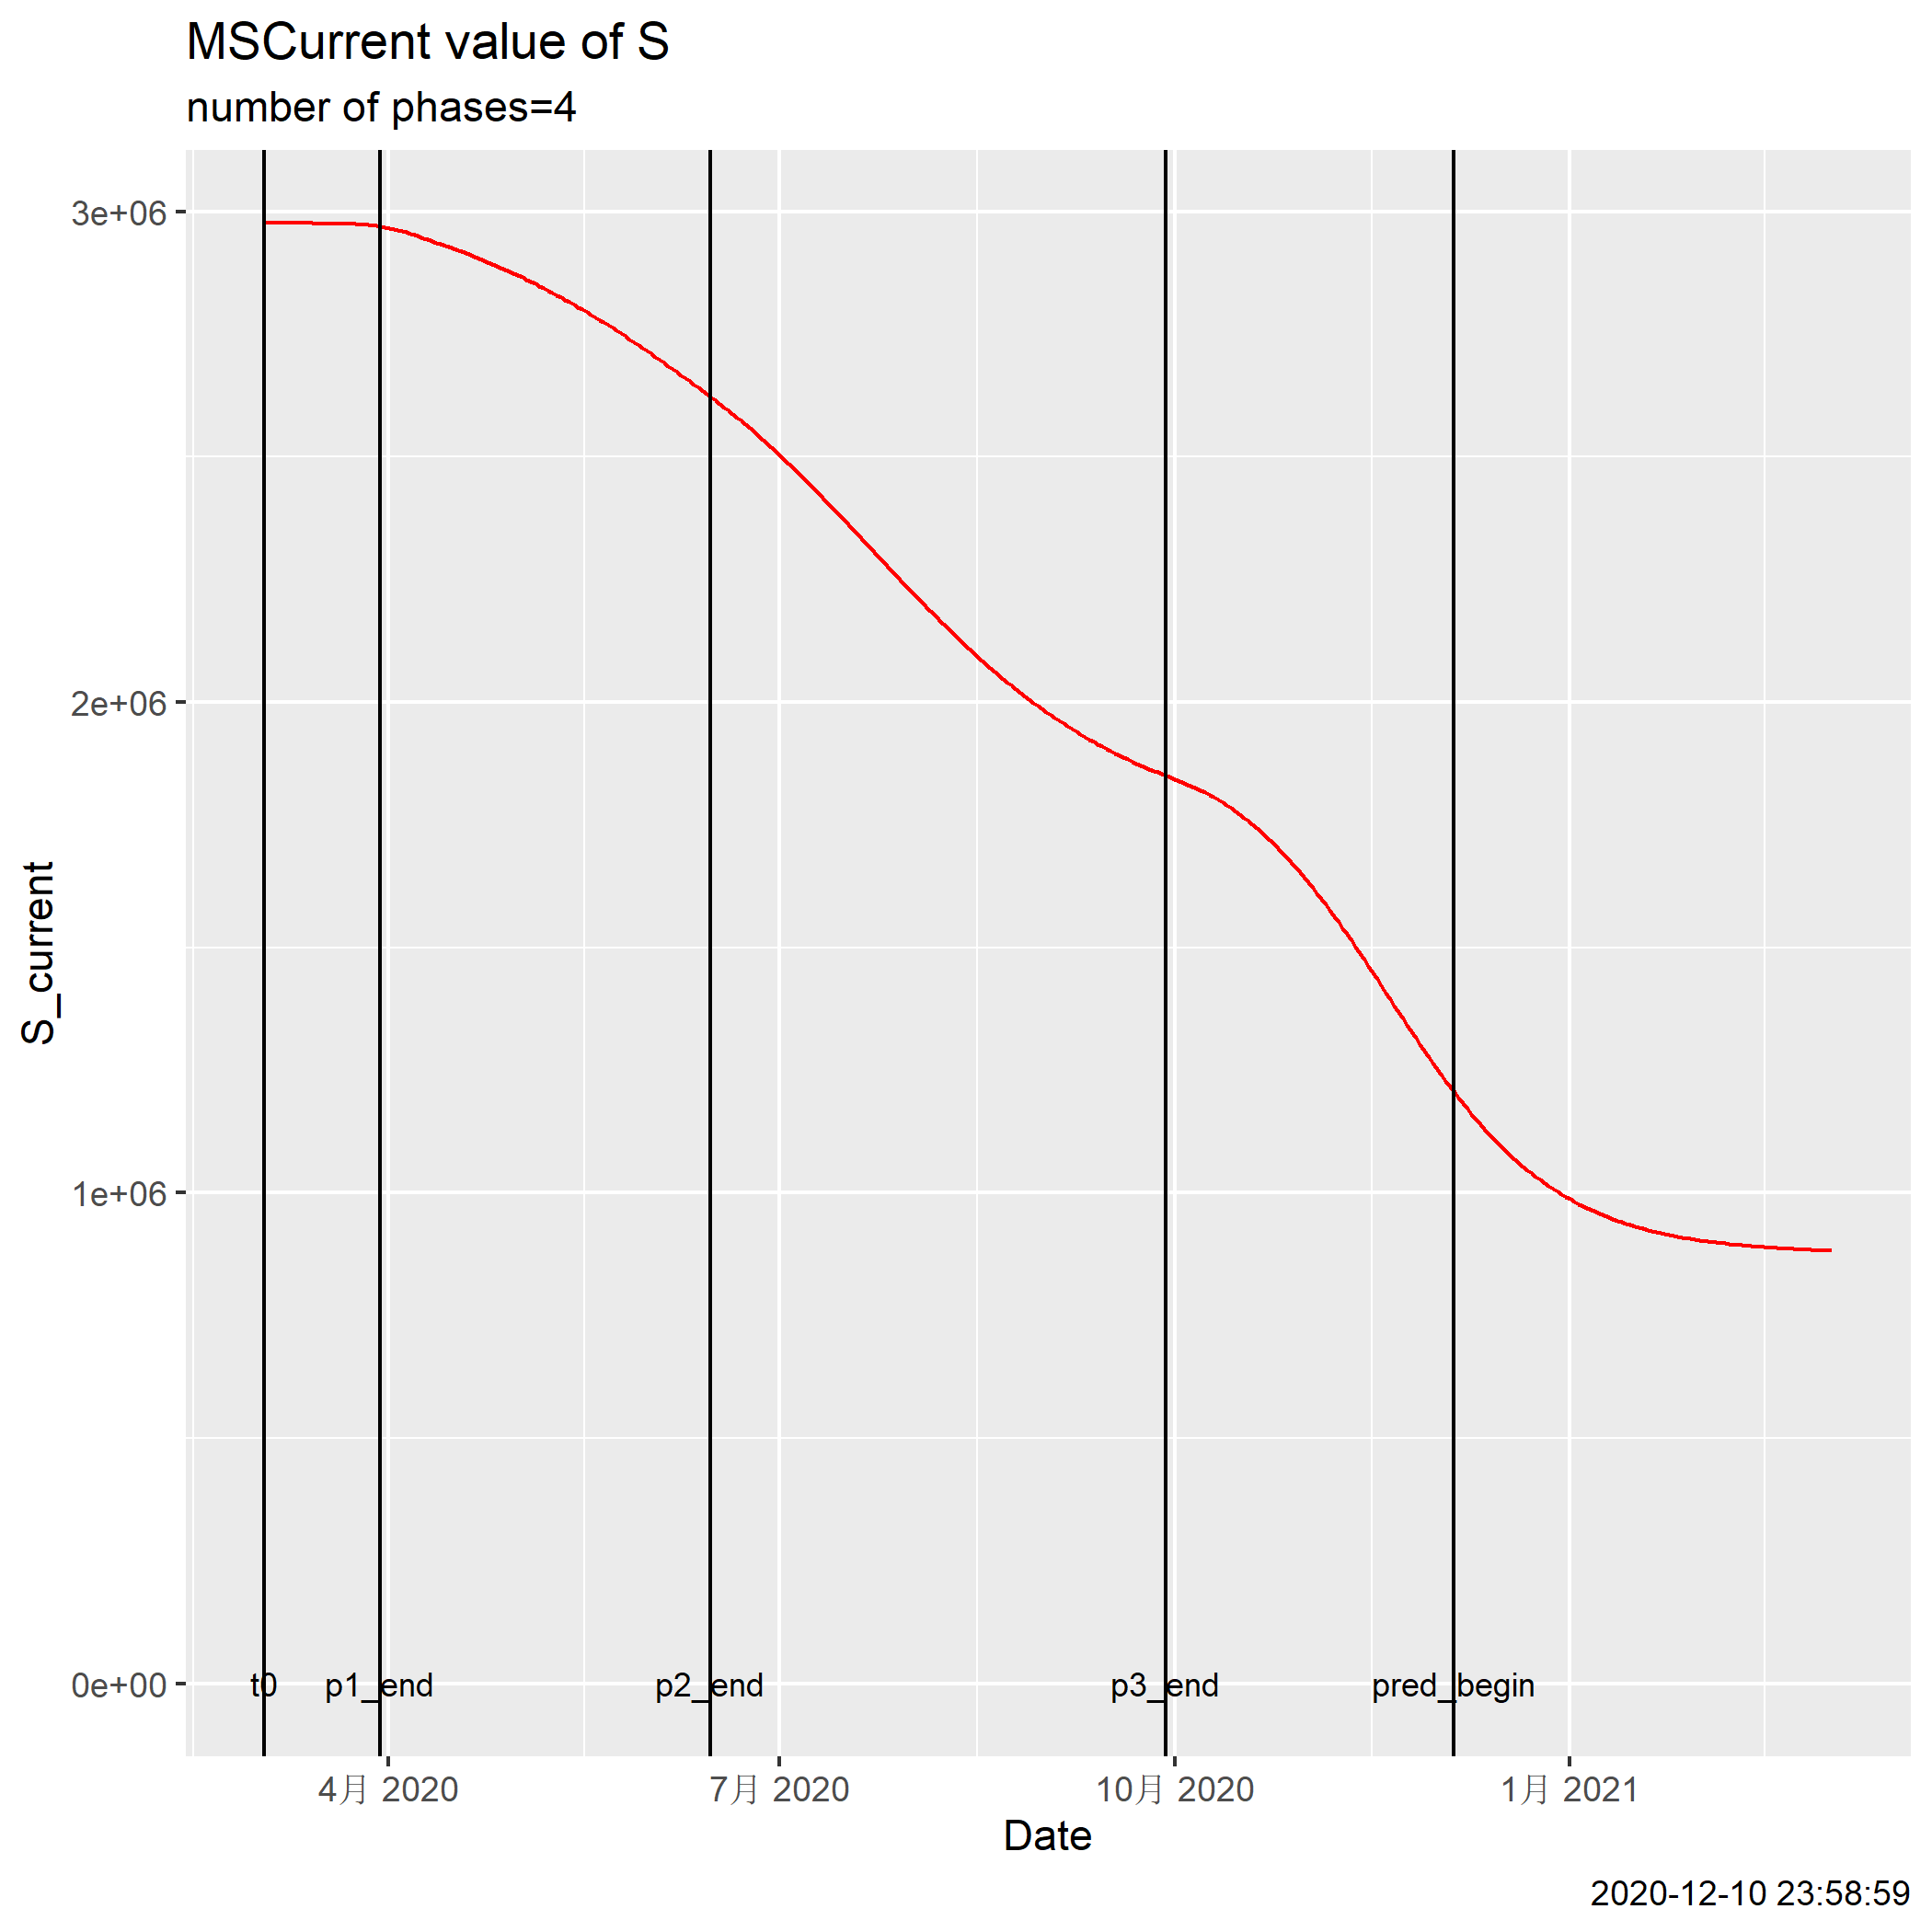 MSCurrent value of S
number of phases=4
3e+06
2e+06
1e+06
0e+00
S_current
t0 p1_end p2_end p3_end pred_begin
4月 2020 7月 2020 10月 2020 1月 2021
Date
2020-12-10 23:58:59